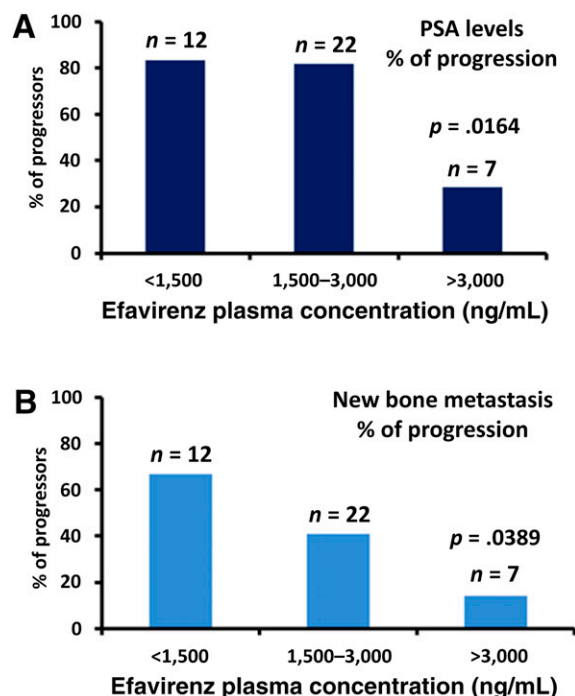 A
PSA levels
% of progression
n = 12
n = 22
p = .0164
n = 7
% of progressors
100
80
60
40
20
0
<1,500
1,500–3,000
>3,000
Efavirenz plasma concentration (ng/mL)
B
New bone metastasis
% of progression
n = 12
n = 22
p = .0389
n = 7
% of progressors
100
80
60
40
20
0
<1,500
1,500–3,000
>3,000
Efavirenz plasma concentration (ng/mL)